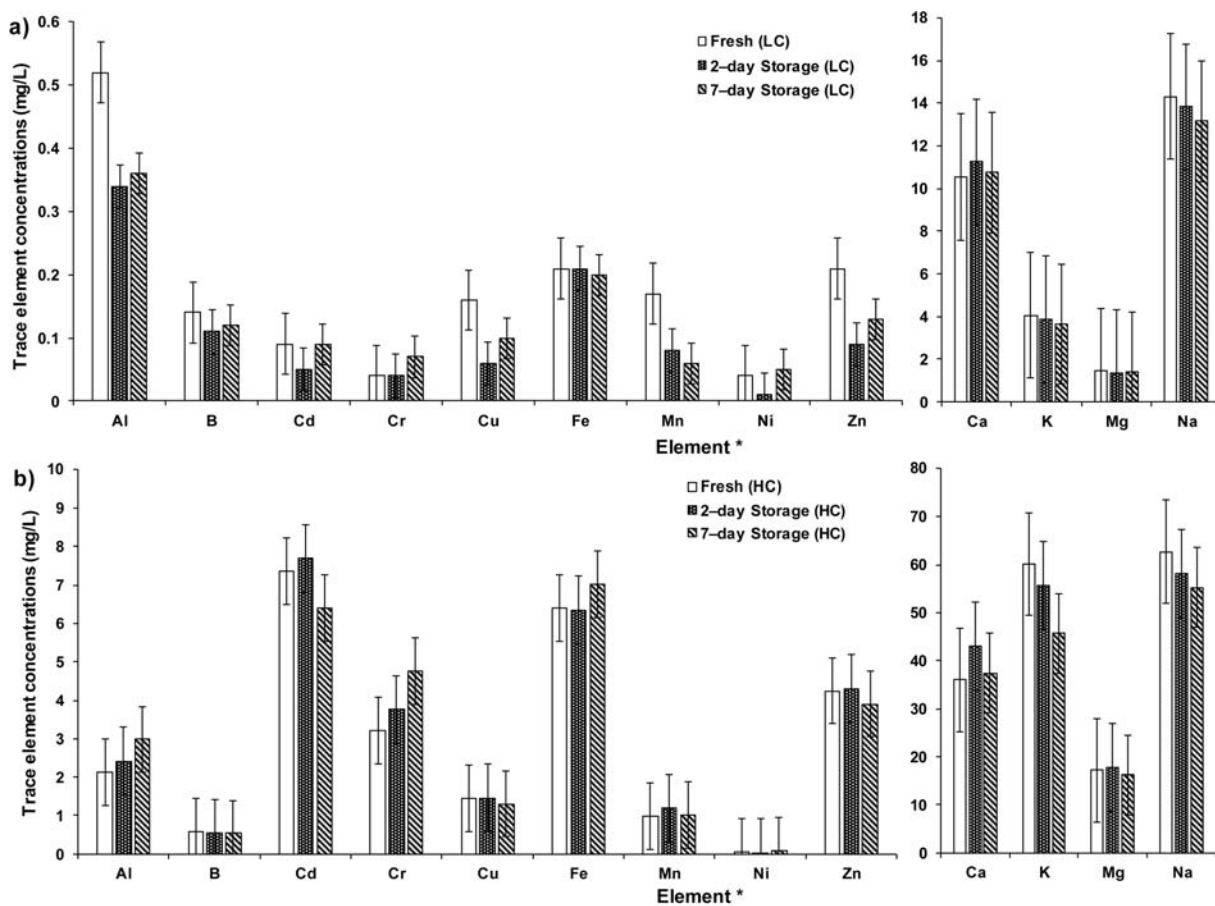 a)
Trace element concentrations (mg/L)
0.6
0.5
0.4
0.3
0.2
0.1
0
Fresh (LC)
2–day Storage (LC)
7–day Storage (LC)
Al B Cd Cr Cu Fe Mn Ni Zn
Element *
18
16
14
12
10
8
6
4
2
0
Ca K Mg Na
b)
Trace element concentrations (mg/L)
10
9
8
7
6
5
4
3
2
1
0
Fresh (HC)
2–day Storage (HC)
7–day Storage (HC)
Al B Cd Cr Cu Fe Mn Ni Zn
Element *
80
70
60
50
40
30
20
10
0
Ca K Mg Na